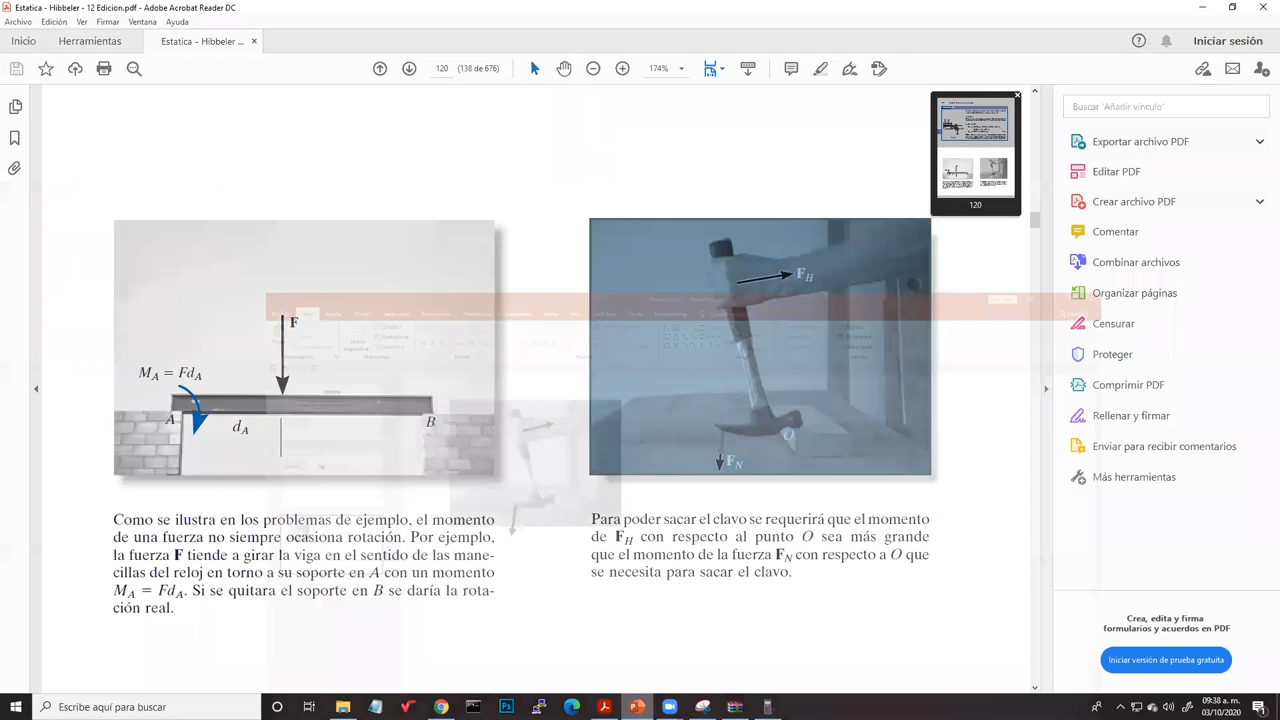 Estatica - Hibbeler - 12 Edicion.pdf - Adobe Acrobat Reader DC
Archivo Edición Ver Firmar Ventana Ayuda
Inicio Herramientas Estatica - Hibbeler - ... × Iniciar sesión
120 (138 de 676) 174%
Buscar 'Añadir vínculo'
Exportar archivo PDF
Editar PDF
Crear archivo PDF
Comentar
Combinar archivos
Organizar páginas
Censurar
Proteger
Comprimir PDF
Rellenar y firmar
Enviar para recibir comentarios
Más herramientas
120
F
M_A = Fd_A
A
d_A
B
F_H
O
F_N
Como se ilustra en los problemas de ejemplo, el momento
de una fuerza no siempre ocasiona rotación. Por ejemplo,
la fuerza F tiende a girar la viga en el sentido de las mane-
cillas del reloj en torno a su soporte en A con un momento
M_A = Fd_A. Si se quitara el soporte en B se daría la rota-
ción real.
Para poder sacar el clavo se requerirá que el momento
de F_H con respecto al punto O sea más grande
que el momento de la fuerza F_N con respecto a O que
se necesita para sacar el clavo.
Crea, edita y firma
formularios y acuerdos en PDF
Iniciar versión de prueba gratuita
Escribe aquí para buscar
09:38 a. m.
03/10/2020